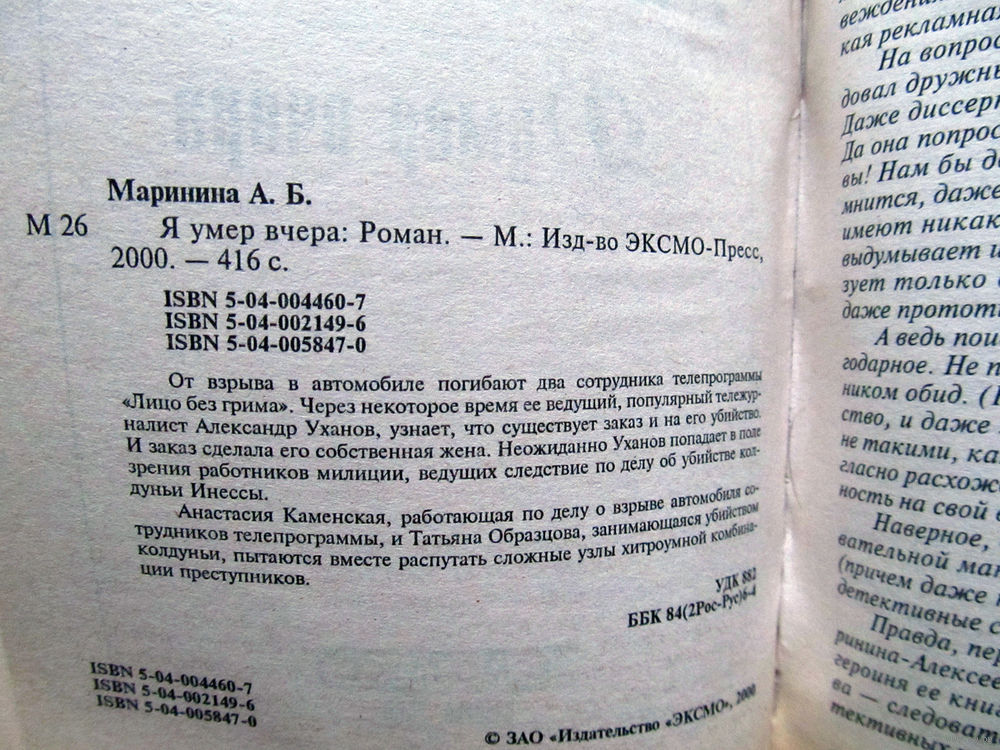 Маринина А. Б.
М 26
Я умер вчера: Роман. — М.: Изд-во ЭКСМО-Пресс,
2000. — 416 с.
ISBN 5-04-004460-7
ISBN 5-04-002149-6
ISBN 5-04-005847-0
От взрыва в автомобиле погибают два сотрудника телепрограммы
«Лицо без грима». Через некоторое время ее ведущий, популярный тележур-
налист Александр Уханов, узнает, что существует заказ и на его убийство.
И заказ сделала его собственная жена. Неожиданно Уханов попадает в поле
зрения работников милиции, ведущих следствие по делу об убийстве кол-
дуньи Инессы.
Анастасия Каменская, работающая по делу о взрыве автомобиля со-
трудников телепрограммы, и Татьяна Образцова, занимающаяся убийством
колдуньи, пытаются вместе распутать сложные узлы хитроумной комбина-
ции преступников.
УДК 882
ББК 84(2Рос-Рус)6-4
ISBN 5-04-004460-7
ISBN 5-04-002149-6
ISBN 5-04-005847-0
© ЗАО «Издательство «ЭКСМО», 2000
кая рекламна
На вопрос
довал дружны
Даже диссерт
Да она попрос
вы! Нам бы д
мнится, даже
имеют никак
выдумывает и
зует только
даже прототи
А ведь пои
годарное. Не п
ником обид. (
ство, и даже
не такими, ка
гласно расхоже
ность на свой
Наверное,
вательной ман
(причем даже
детективные с
Правда, пер
ринина-Алексее
героиня ее книг
ва — следоват
тективных